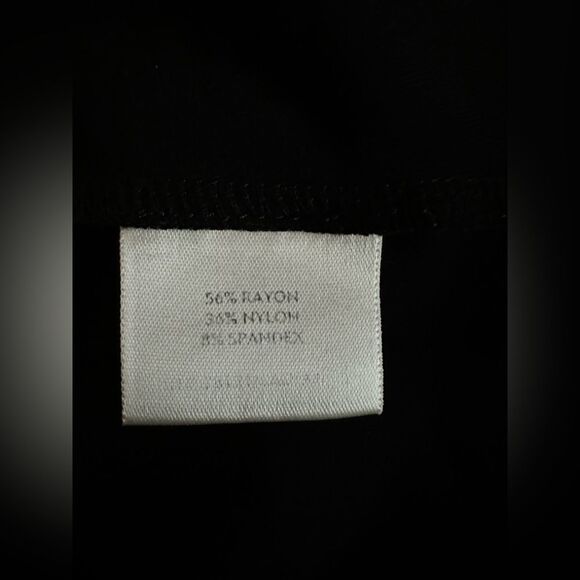 56% RAYON
36% NYLON
8% SPANDEX